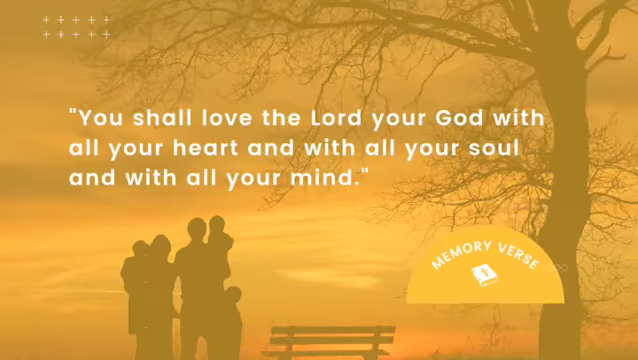 "You shall love the Lord your God with
all your heart and with all your soul
and with all your mind."
MEMORY VERSE